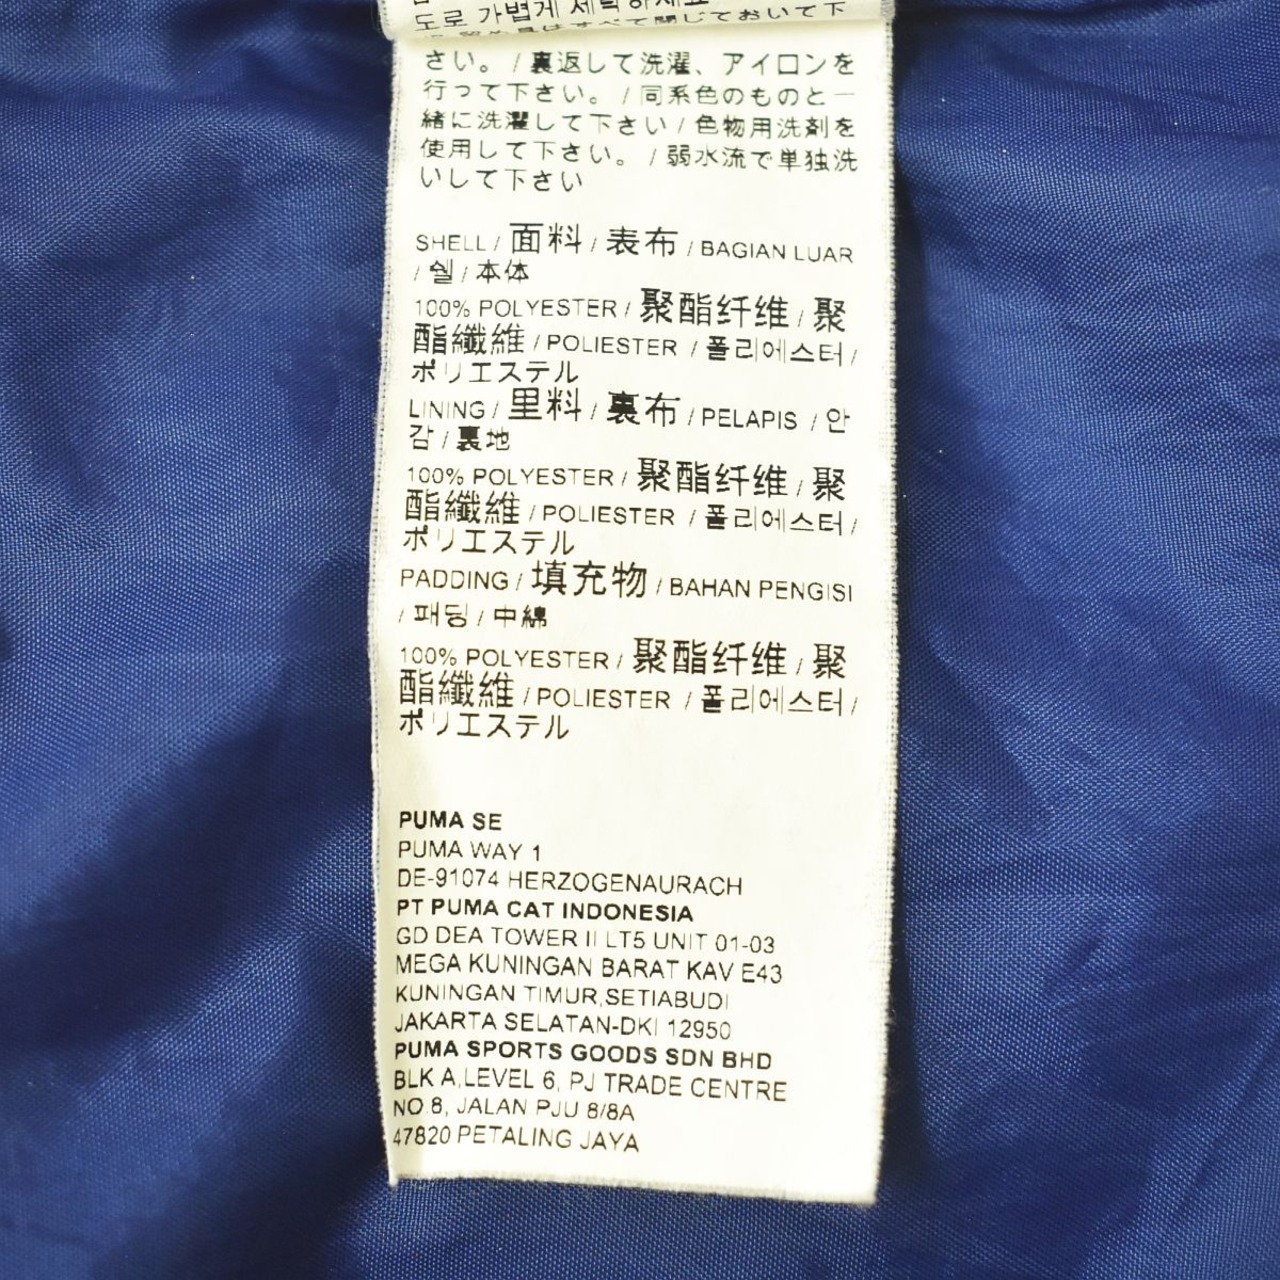 도로 가볍게 세탁하세요
さい。/裏返して洗濯、アイロンを
行って下さい。/同系色のものと一
緒に洗濯して下さい/色物用洗剤を
使用して下さい。/弱水流で単独洗
いして下さい
SHELL/面料/表布/BAGIAN LUAR
/쉘/本体
100% POLYESTER/聚酯纤维/聚
酯纖維/POLIESTER /폴리에스터/
ポリエステル
LINING/里料/裏布/PELAPIS /안
감/裏地
100% POLYESTER/聚酯纤维/聚
酯纖維/POLIESTER /폴리에스터/
ポリエステル
PADDING/填充物/BAHAN PENGISI
/패딩/中綿
100% POLYESTER/聚酯纤维/聚
酯纖維/POLIESTER /폴리에스터/
ポリエステル
PUMA SE
PUMA WAY 1
DE-91074 HERZOGENAURACH
PT PUMA CAT INDONESIA
GD DEA TOWER II LT5 UNIT 01-03
MEGA KUNINGAN BARAT KAV E43
KUNINGAN TIMUR,SETIABUDI
JAKARTA SELATAN-DKI 12950
PUMA SPORTS GOODS SDN BHD
BLK A,LEVEL 6, PJ TRADE CENTRE
NO.8, JALAN PJU 8/8A
47820 PETALING JAYA